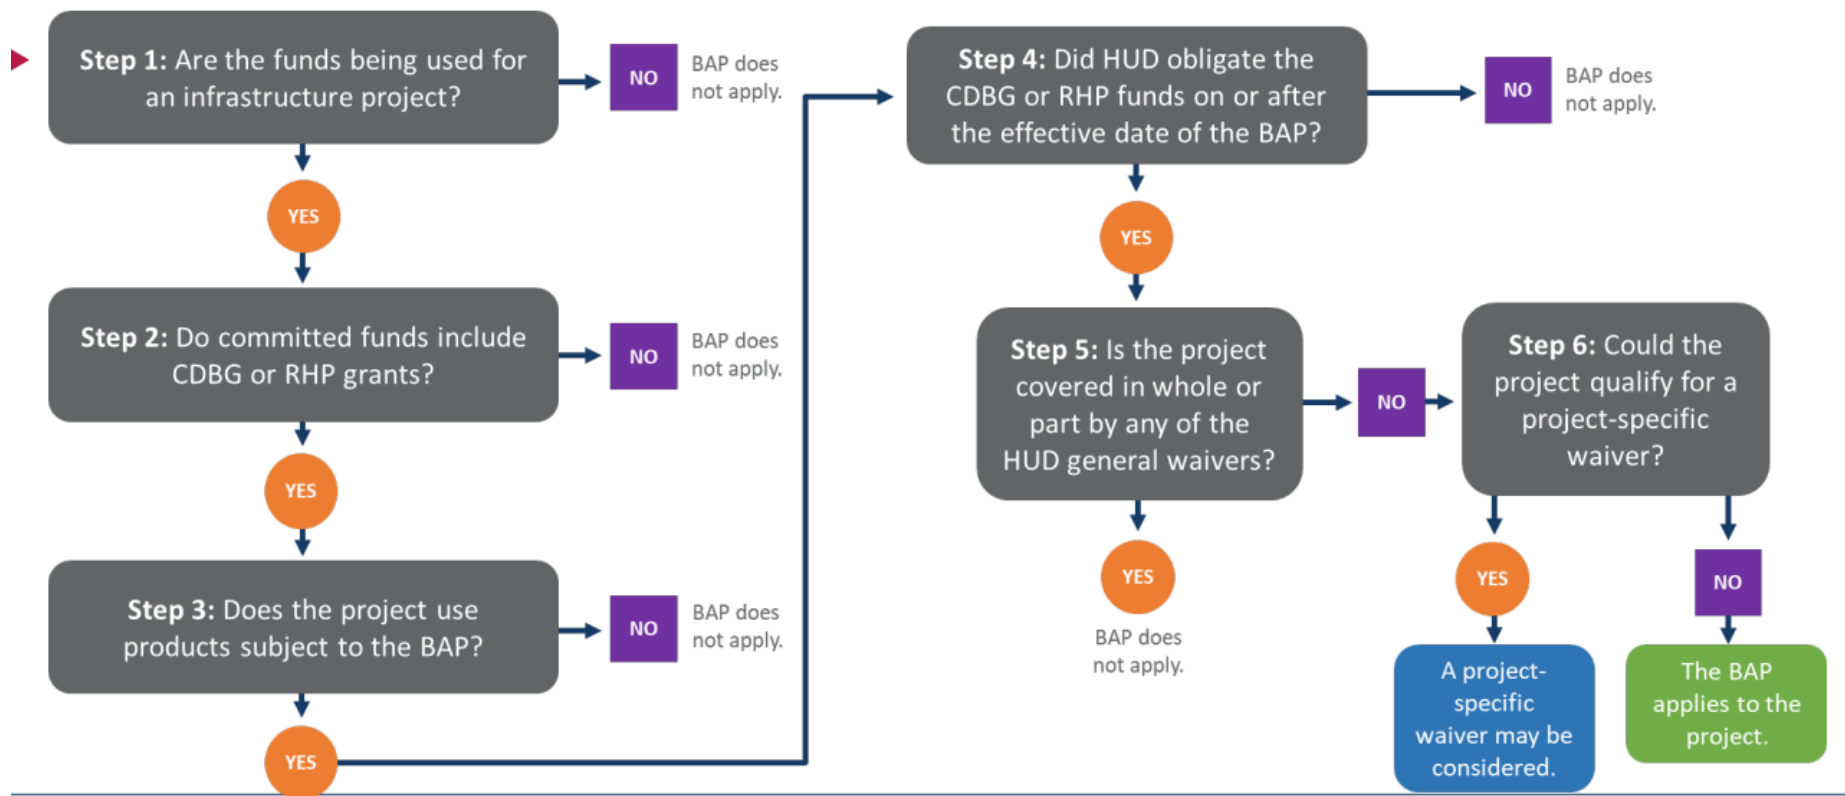 Step 1: Are the funds being used for
an infrastructure project?
NO
BAP does
not apply.
YES
Step 2: Do committed funds include
CDBG or RHP grants?
NO
BAP does
not apply.
YES
Step 3: Does the project use
products subject to the BAP?
NO
BAP does
not apply.
YES
Step 4: Did HUD obligate the
CDBG or RHP funds on or after
the effective date of the BAP?
NO
BAP does
not apply.
YES
Step 5: Is the project
covered in whole or
part by any of the
HUD general waivers?
YES
BAP does
not apply.
NO
Step 6: Could the
project qualify for a
project-specific
waiver?
YES
A project-
specific
waiver may be
considered.
NO
The BAP
applies to the
project.